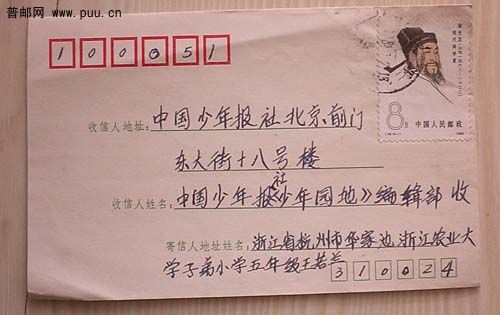 普邮网 www.puu.cn
100051
8分
中国人民邮政
收信人地址: 中国少年报社 北京前门
东大街十八号楼
收信人姓名: 中国少年报社《少年园地》编辑部 收
寄信人地址姓名: 浙江省杭州市华家池浙江农业大
学子弟小学五年级王若兰
310024